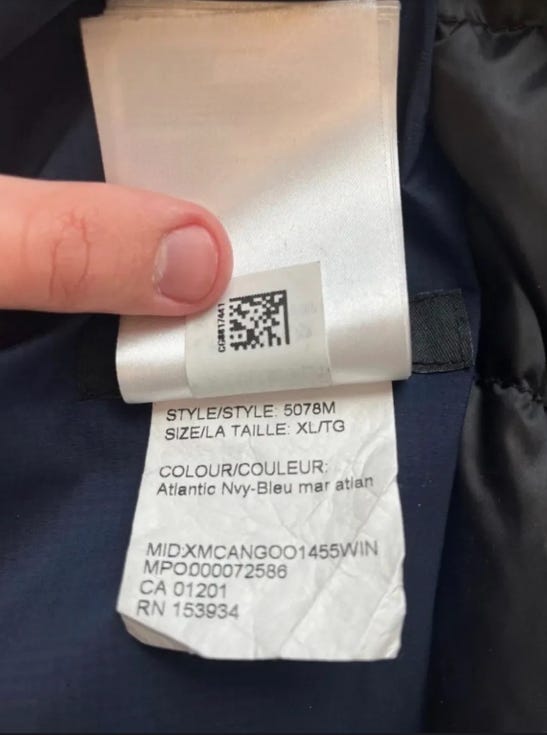 STYLE/STYLE: 5078M
SIZE/LA TAILLE: XL/TG
COLOUR/COULEUR:
Atlantic Nvy-Bleu mar atlan
MID:XMCANGOO1455WIN
MPO000072586
CA 01201
RN 153934